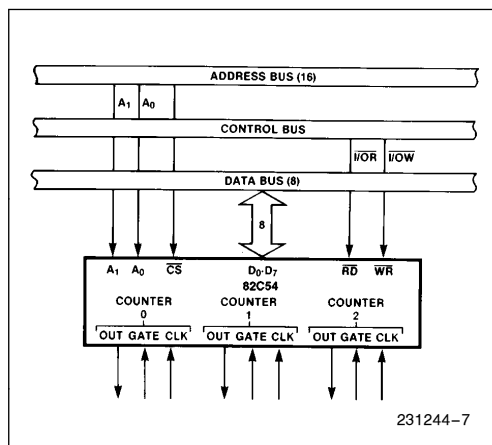 ADDRESS BUS (16)
A1 A0
CONTROL BUS
I/OR I/OW
DATA BUS (8)
8
A1 A0 CS D0-D7 RD WR
82C54
COUNTER COUNTER COUNTER
0 1 2
OUT GATE CLK OUT GATE CLK OUT GATE CLK
231244–7